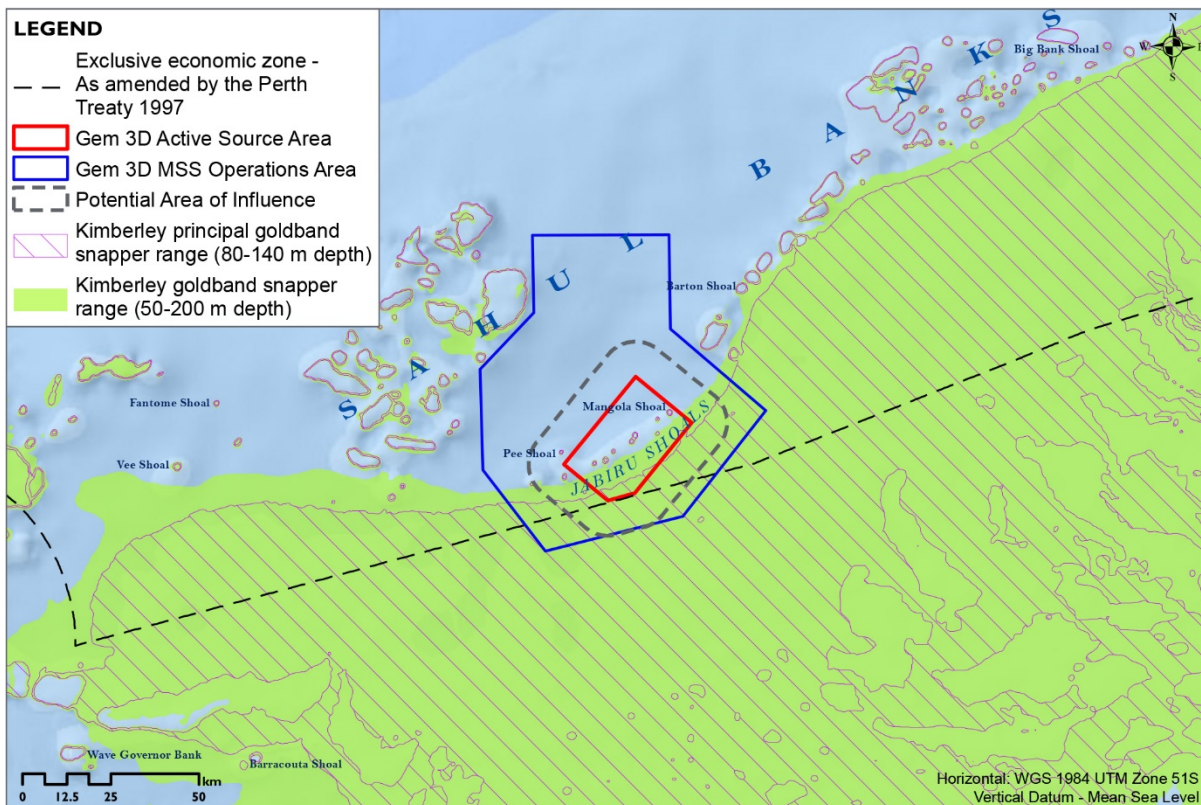 LEGEND
Exclusive economic zone -
As amended by the Perth
Treaty 1997
Gem 3D Active Source Area
Gem 3D MSS Operations Area
Potential Area of Influence
Kimberley principal goldband
snapper range (80-140 m depth)
Kimberley goldband snapper
range (50-200 m depth)
N
W
S
Big Bank Shoal
SAHUL BANKS
Barton Shoal
Mangola Shoal
Fantome Shoal
Pee Shoal
JABIRU SHOALS
Vee Shoal
Wave Governor Bank
Barracouta Shoal
km
0 12.5 25 50
Horizontal: WGS 1984 UTM Zone 51S
Vertical Datum - Mean Sea Level